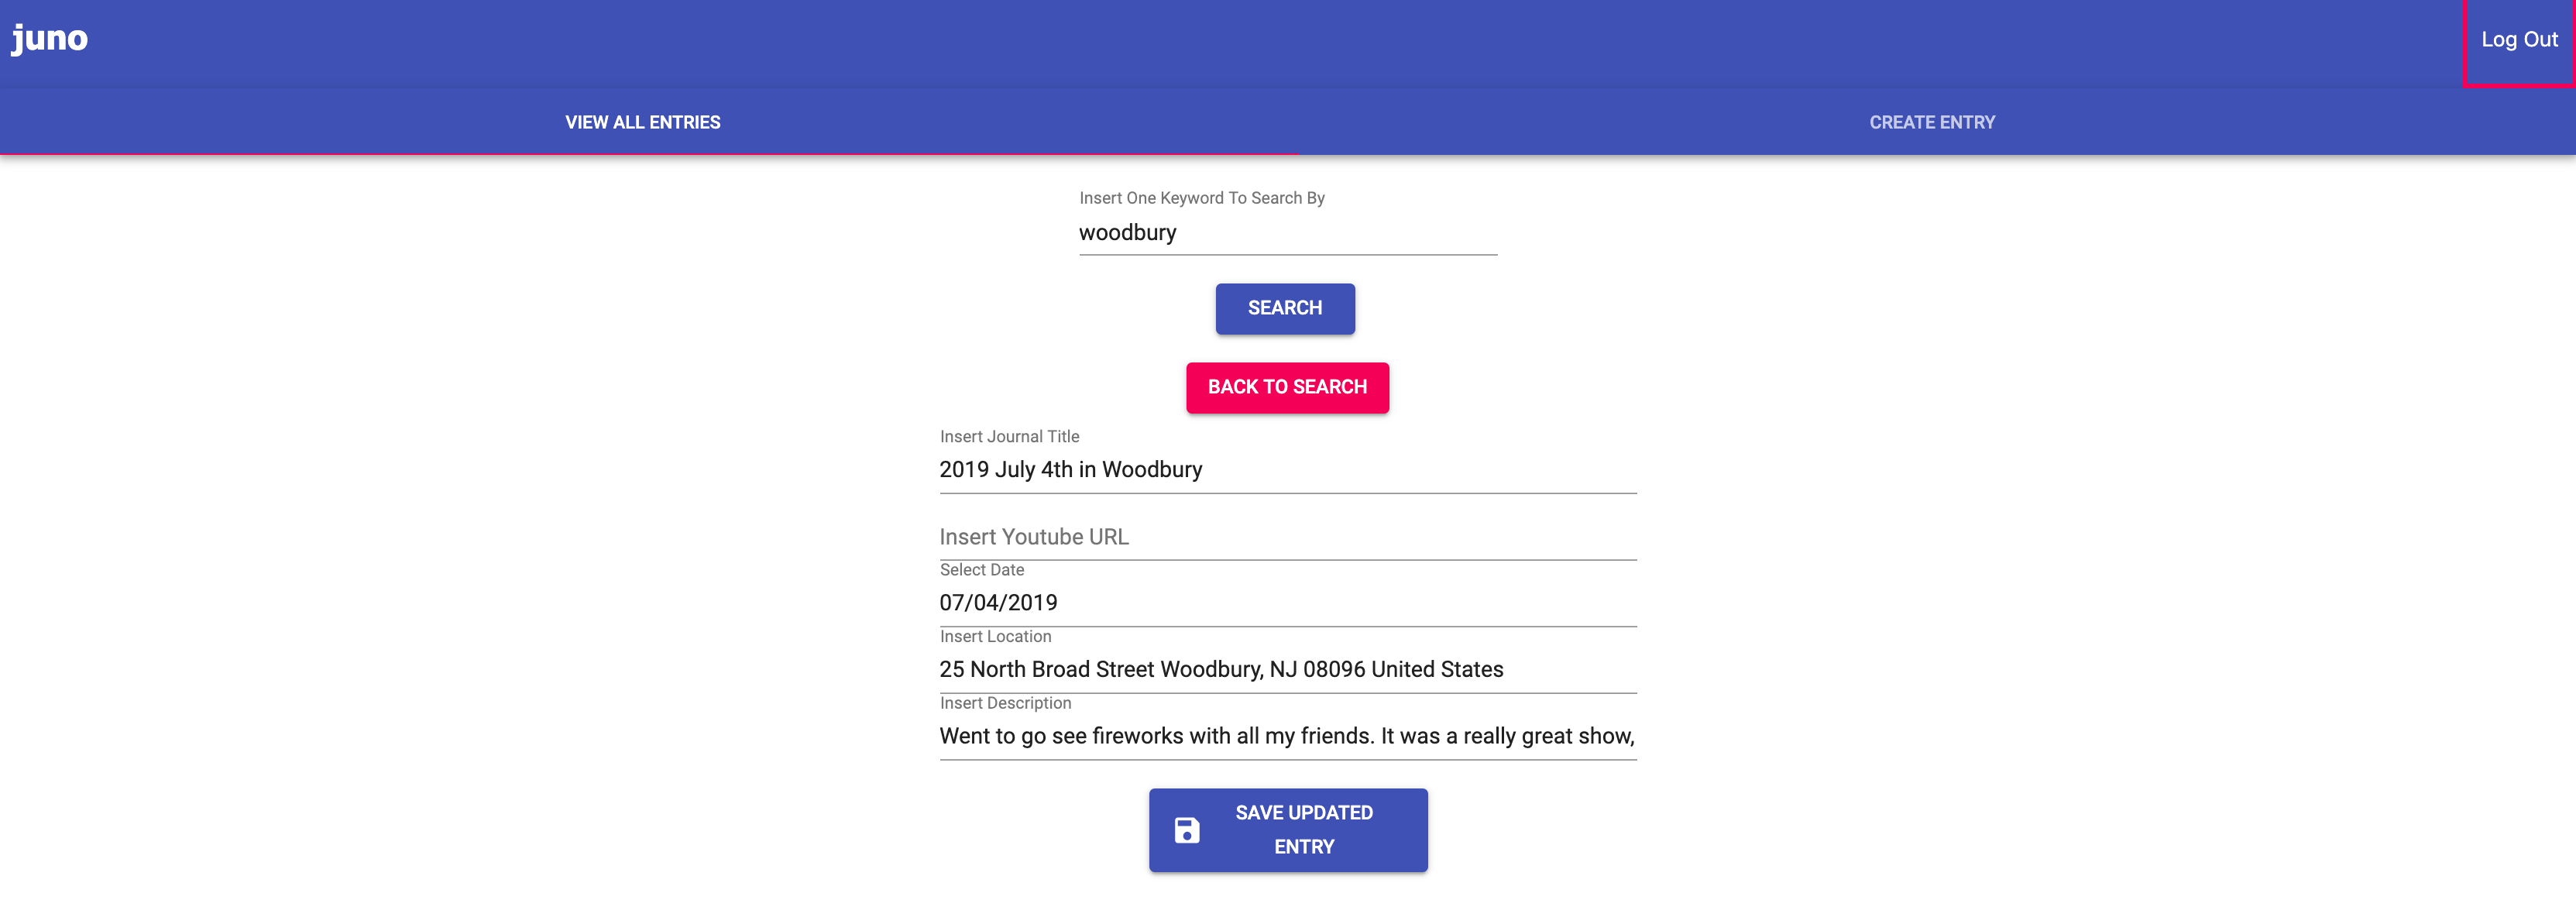 juno
Log Out
VIEW ALL ENTRIES
CREATE ENTRY
Insert One Keyword To Search By
woodbury
SEARCH
BACK TO SEARCH
Insert Journal Title
2019 July 4th in Woodbury
Insert Youtube URL
Select Date
07/04/2019
Insert Location
25 North Broad Street Woodbury, NJ 08096 United States
Insert Description
Went to go see fireworks with all my friends. It was a really great show,
SAVE UPDATED
ENTRY